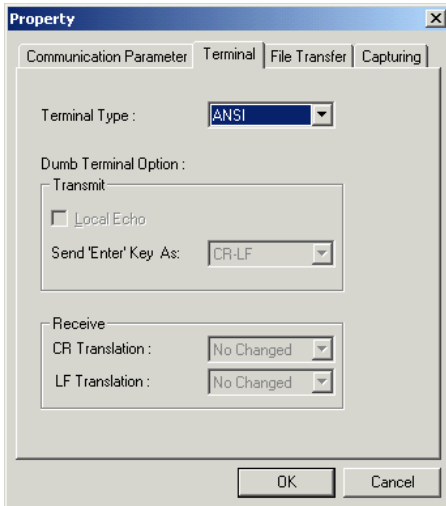 Property
Communication Parameter Terminal File Transfer Capturing
Terminal Type : ANSI
Dumb Terminal Option :
Transmit
Local Echo
Send 'Enter' Key As: CR-LF
Receive
CR Translation : No Changed
LF Translation : No Changed
OK Cancel